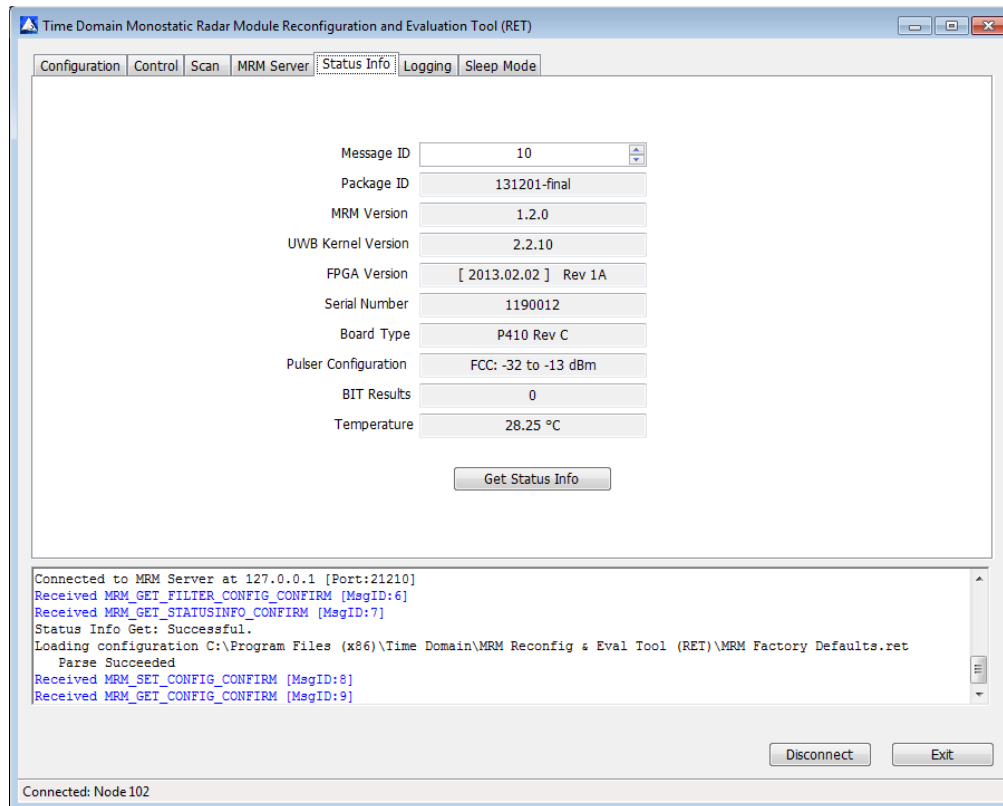 Time Domain Monostatic Radar Module Reconfiguration and Evaluation Tool (RET)
Configuration Control Scan MRM Server Status Info Logging Sleep Mode
Message ID 10
Package ID 131201-final
MRM Version 1.2.0
UWB Kernel Version 2.2.10
FPGA Version [ 2013.02.02 ] Rev 1A
Serial Number 1190012
Board Type P410 Rev C
Pulser Configuration FCC: -32 to -13 dBm
BIT Results 0
Temperature 28.25 °C
Get Status Info
Connected to MRM Server at 127.0.0.1 [Port:21210]
Received MRM_GET_FILTER_CONFIG_CONFIRM [MsgID:6]
Received MRM_GET_STATUSINFO_CONFIRM [MsgID:7]
Status Info Get: Successful.
Loading configuration C:\Program Files (x86)\Time Domain\MRM Reconfig & Eval Tool (RET)\MRM Factory Defaults.ret
Parse Succeeded
Received MRM_SET_CONFIG_CONFIRM [MsgID:8]
Received MRM_GET_CONFIG_CONFIRM [MsgID:9]
Disconnect Exit
Connected: Node 102